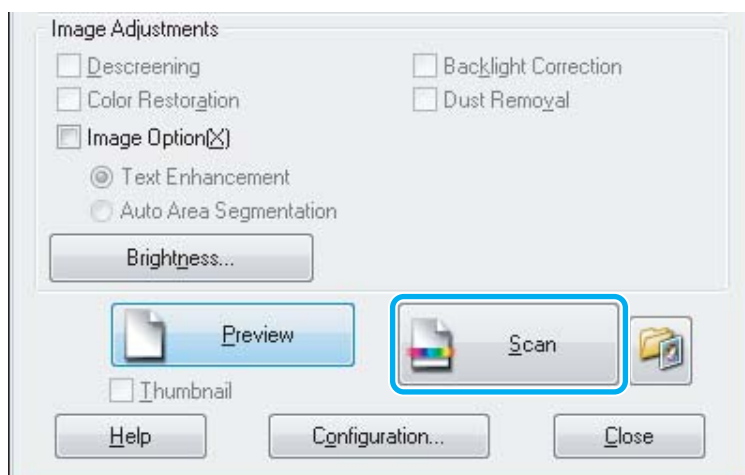 Image Adjustments
Descreening
Backlight Correction
Color Restoration
Dust Removal
Image Option(X)
Text Enhancement
Auto Area Segmentation
Brightness...
Preview
Scan
Thumbnail
Help
Configuration...
Close